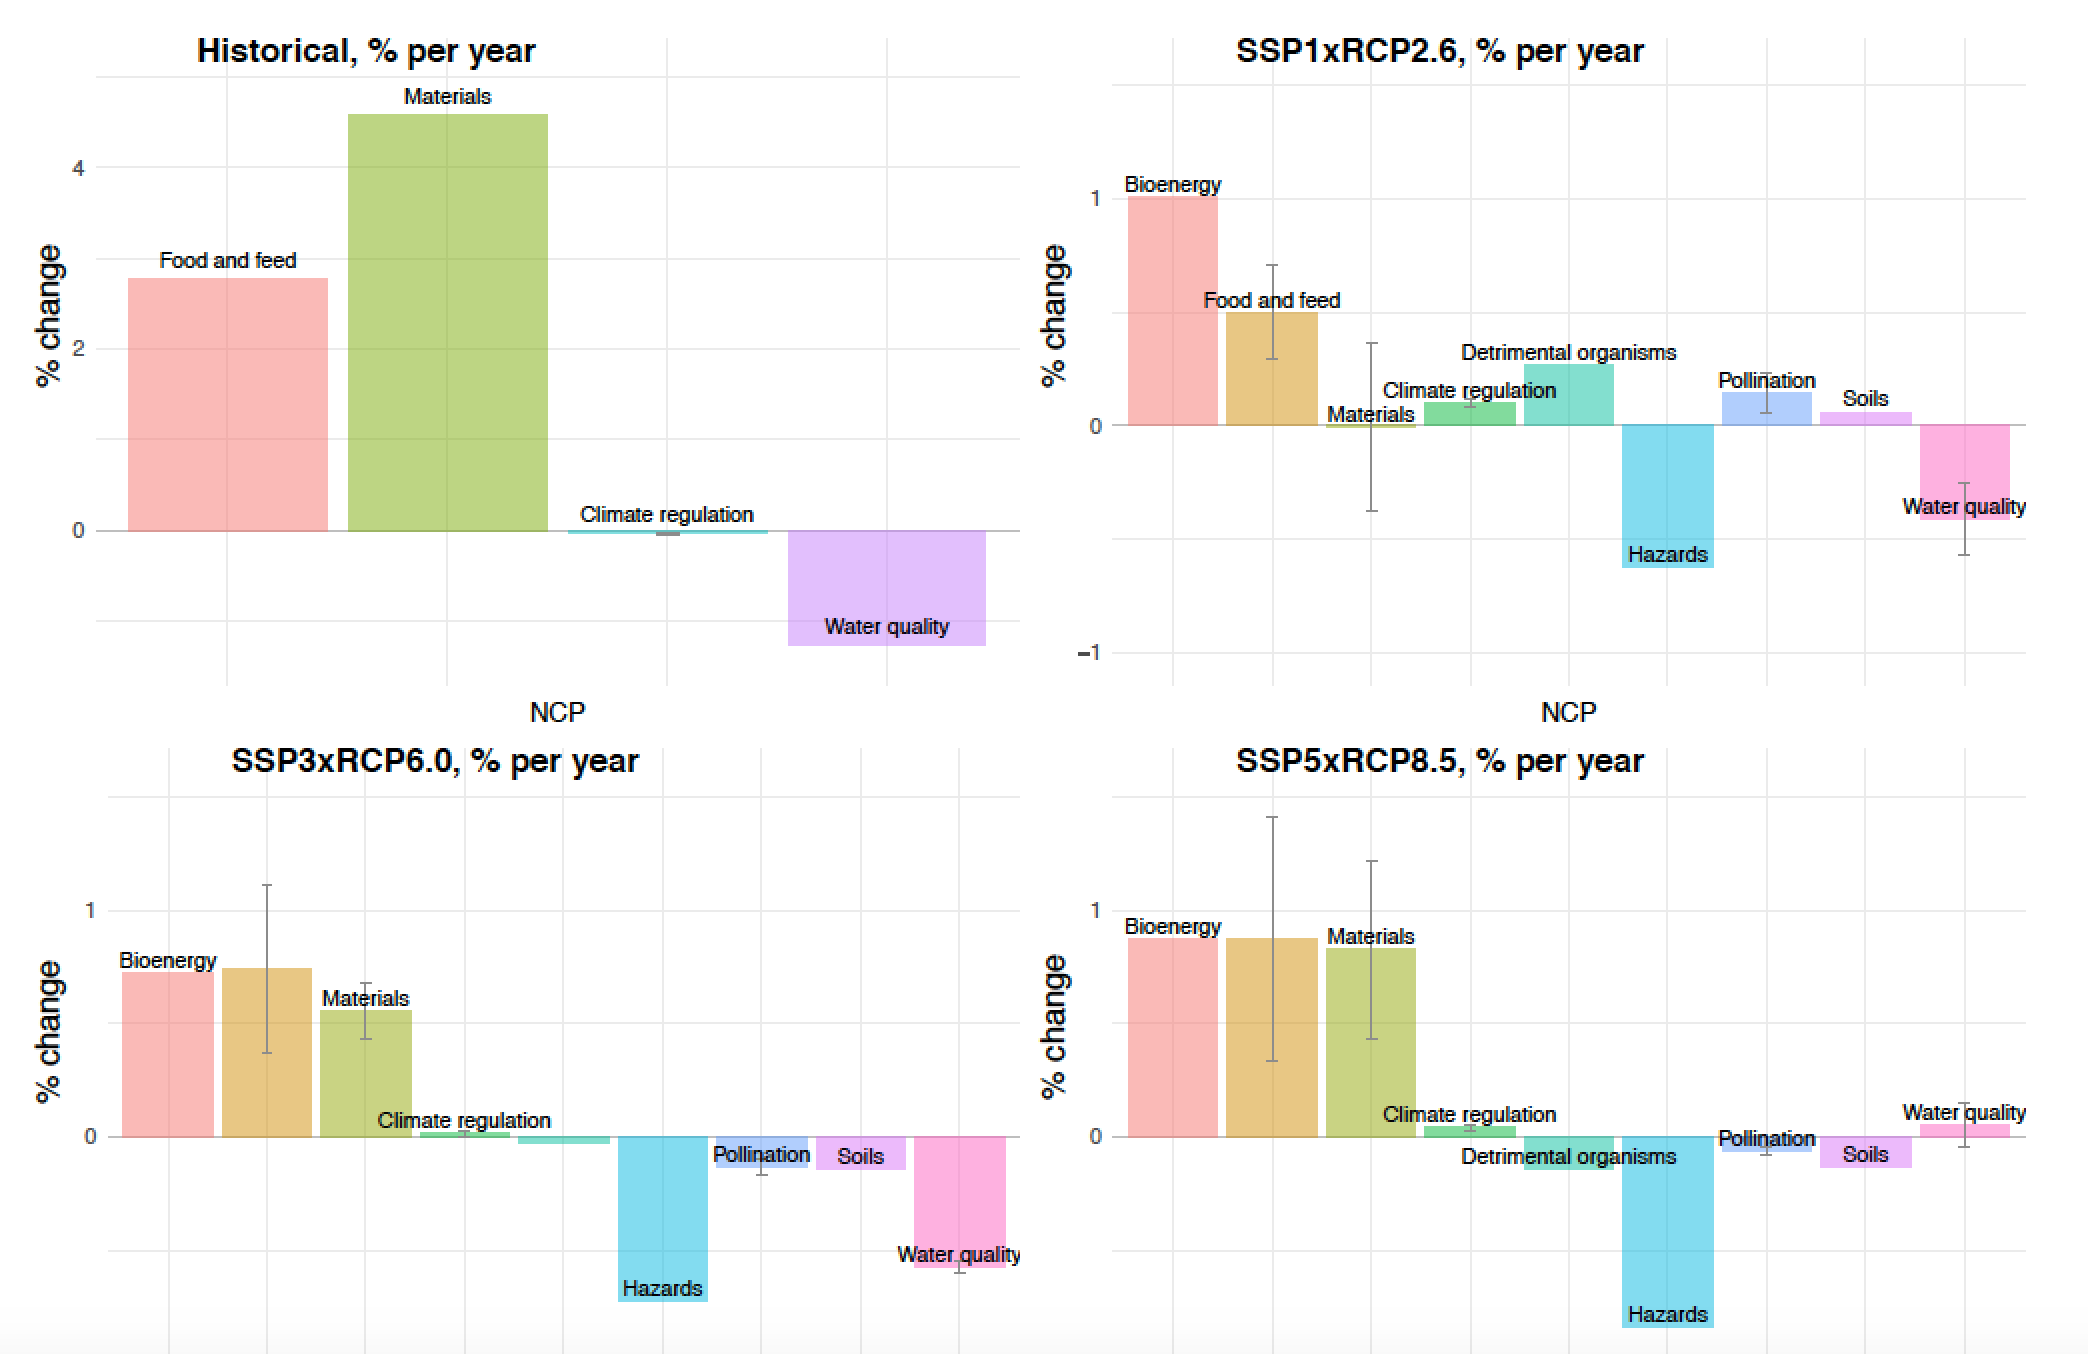 Historical, % per year
Materials
Food and feed
Climate regulation
Water quality
4
2
0
% change
NCP
SSP1xRCP2.6, % per year
Bioenergy
Food and feed
Materials
Climate regulation
Detrimental organisms
Hazards
Pollination
Soils
Water quality
1
0
−1
% change
NCP
SSP3xRCP6.0, % per year
Bioenergy
Materials
Climate regulation
Hazards
Pollination
Soils
Water quality
1
0
% change
SSP5xRCP8.5, % per year
Bioenergy
Materials
Climate regulation
Detrimental organisms
Hazards
Pollination
Soils
Water quality
1
0
% change